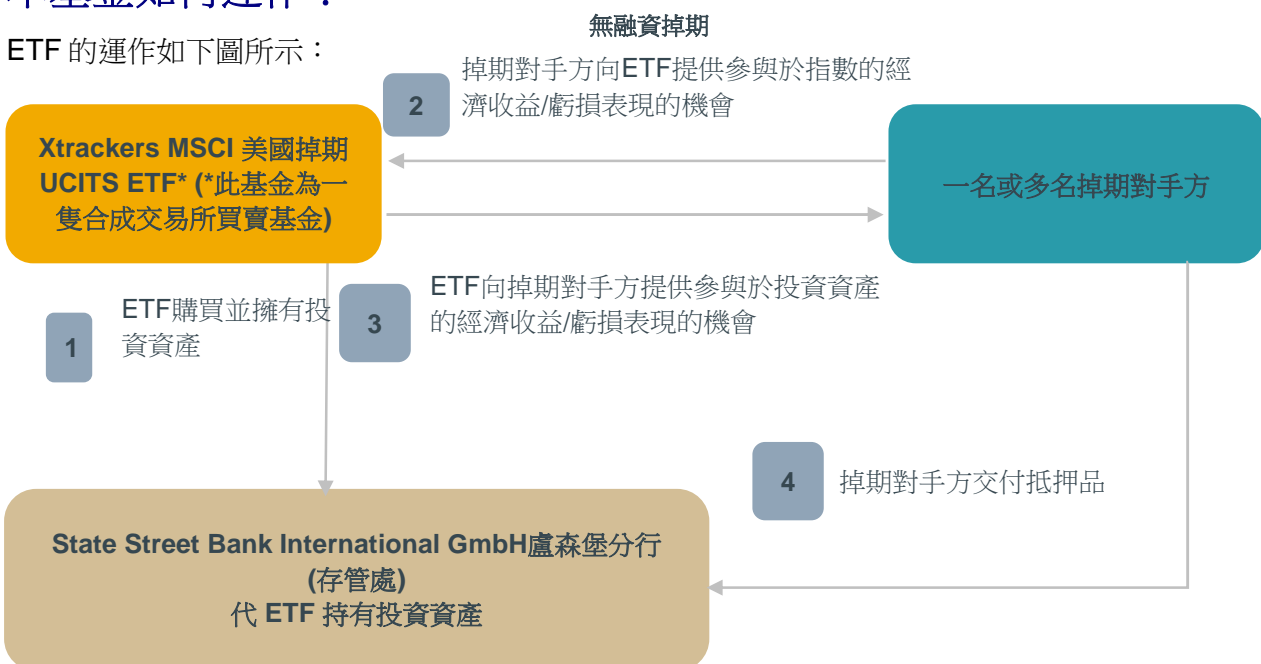 本基金如何運作？
ETF 的運作如下圖所示：
無融資掉期
2
掉期對手方向ETF提供參與於指數的經
濟收益/虧損表現的機會
Xtrackers MSCI 美國掉期
UCITS ETF* (*此基金為一
隻合成交易所買賣基金)
一名或多名掉期對手方
1
ETF購買並擁有投
資資產
3
ETF向掉期對手方提供參與於投資資產
的經濟收益/虧損表現的機會
4
掉期對手方交付抵押品
State Street Bank International GmbH盧森堡分行
(存管處)
代 ETF 持有投資資產